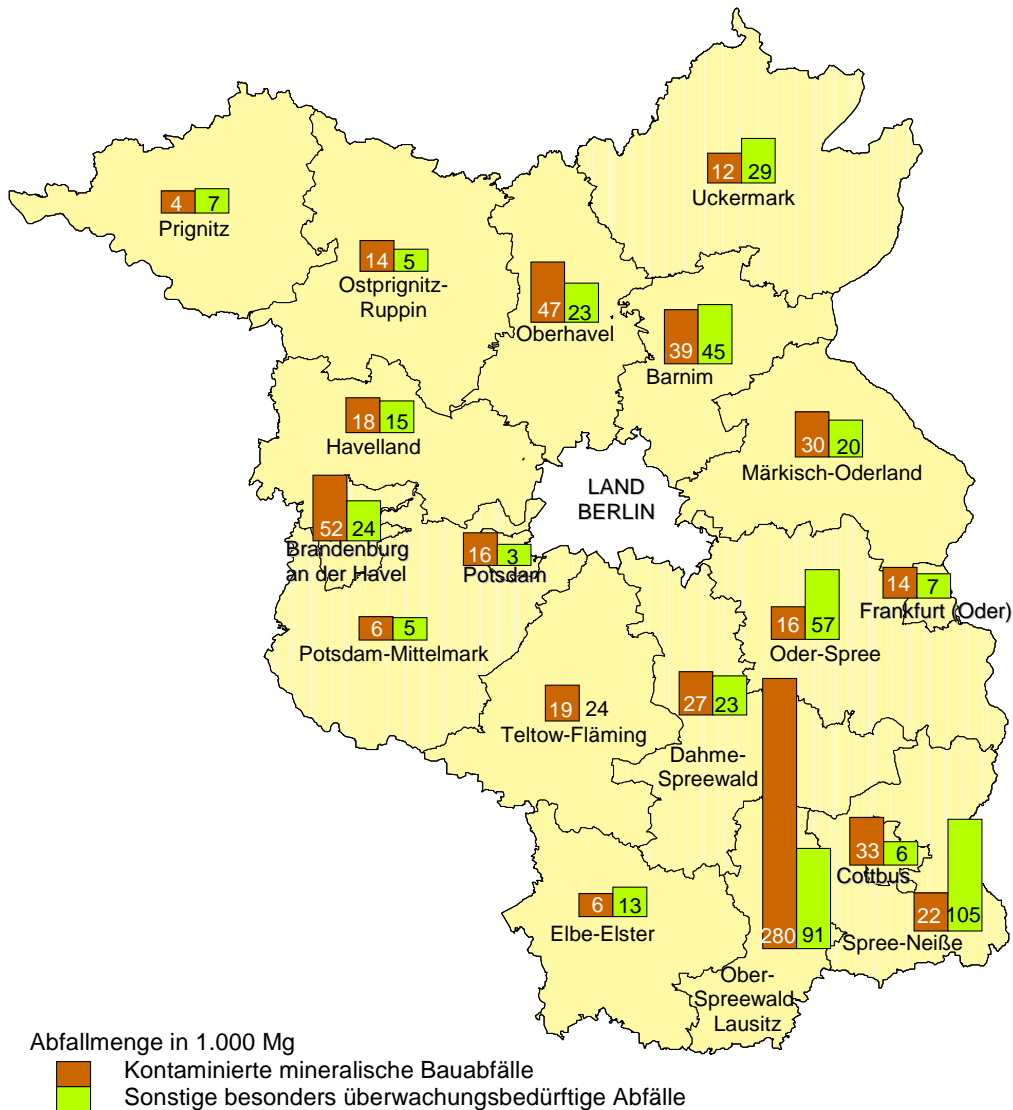 12 29
Uckermark
4 7
Prignitz
14 5
Ostprignitz-
Ruppin
47 23
Oberhavel
39 45
Barnim
18 15
Havelland
30 20
Märkisch-Oderland
LAND
BERLIN
52 24
Brandenburg
an der Havel
16 3
Potsdam
14 7
Frankfurt (Oder)
16 57
Oder-Spree
6 5
Potsdam-Mittelmark
19 24
Teltow-Fläming
27 23
Dahme-
Spreewald
33 6
Cottbus
6 13
Elbe-Elster
22 105
Spree-Neiße
280 91
Ober-
Spreewald
Lausitz
Abfallmenge in 1.000 Mg
Kontaminierte mineralische Bauabfälle
Sonstige besonders überwachungsbedürftige Abfälle